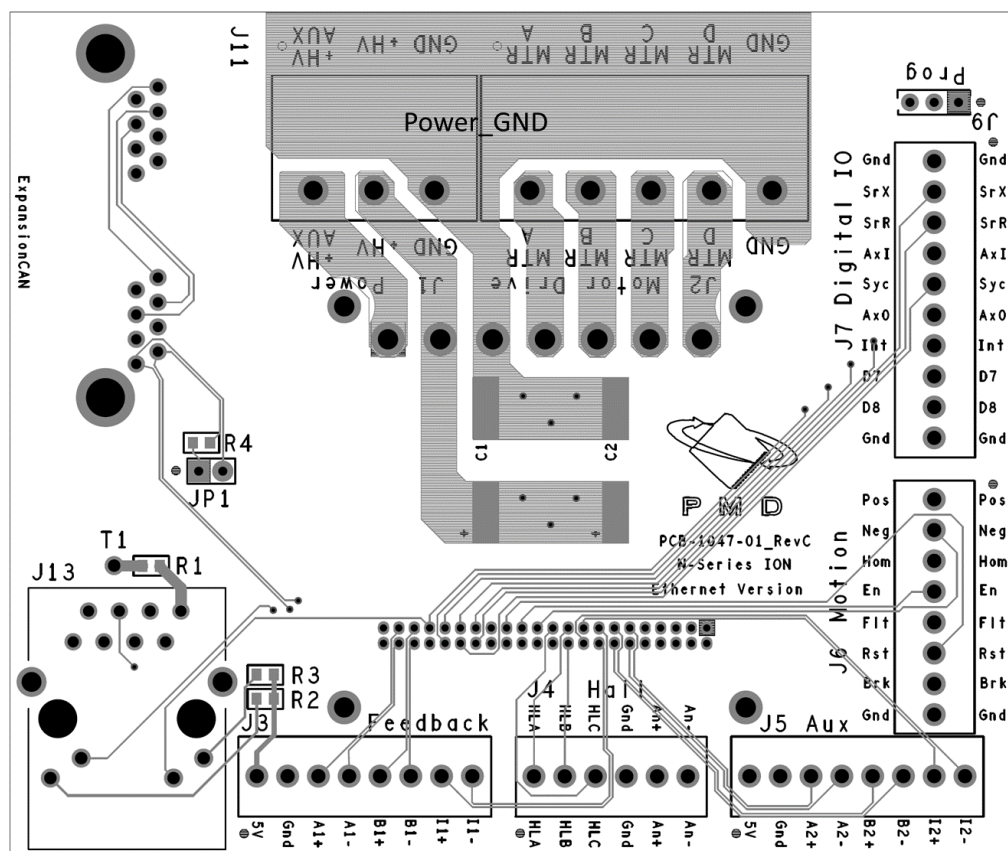 J11
+HV AUX
+HV
GND
MTR A
MTR B
MTR C
MTR D
GND
Power_GND
Prog
J9
+HV AUX
+HV
GND
MTR A
MTR B
MTR C
MTR D
GND
J1 Power
J2 Motor Drive
ExpansionCAN
J7 Digital IO
Gnd Gnd
SrX SrX
SrR SrR
AxI AxI
Syc Syc
AxO AxO
Int Int
D7 D7
D8 D8
Gnd Gnd
C1
C2
R4
JP1
PMD
PCB-1047-01_RevC
N-Series ION
Ethernet Version
T1
R1
J13
J6 Motion
Pos Pos
Neg Neg
Hom Hom
En En
Flt Flt
Rst Rst
Brk Brk
Gnd Gnd
R3
R2
J3 Feedback
J4 Hall
HLA HLB HLC Gnd An+ An-
J5 Aux
5V Gnd A1+ A1- B1+ B1- I1+ I1-
HLA HLB HLC Gnd An+ An-
5V Gnd A2+ A2- B2+ B2- I2+ I2-